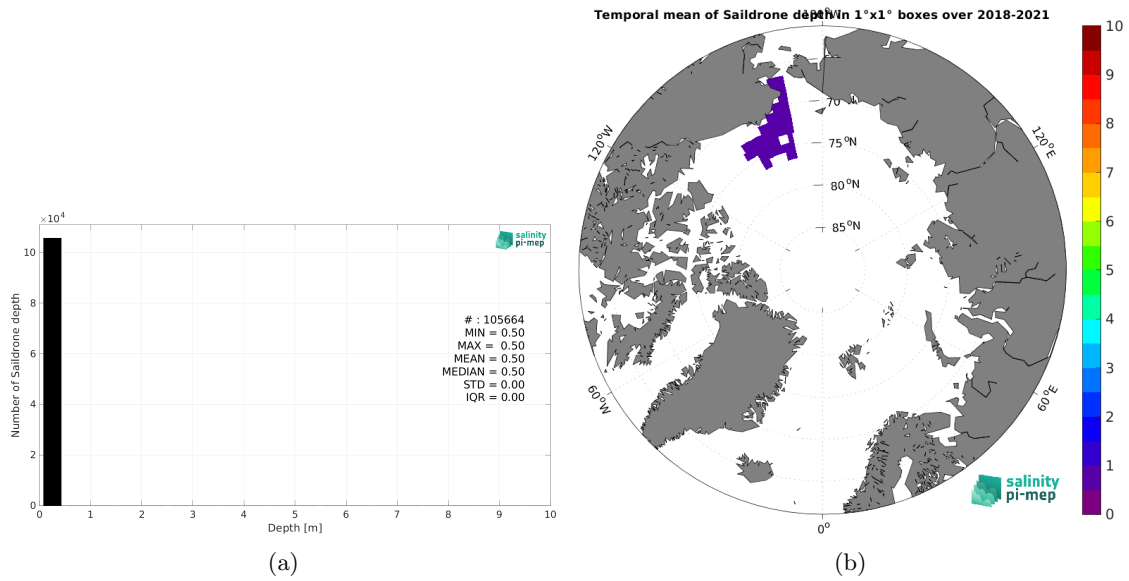 ×10⁴
10
8
6
4
2
0
Number of Saildrone depth
salinity
pi-mep
# : 105664
MIN = 0.50
MAX = 0.50
MEAN = 0.50
MEDIAN = 0.50
STD = 0.00
IQR = 0.00
0 1 2 3 4 5 6 7 8 9 10
Depth [m]
(a)
Temporal mean of Saildrone depth in 1°x1° boxes over 2018-2021
180°W
120°W
120°E
60°W
60°E
0°
70°N
75°N
80°N
85°N
salinity
pi-mep
10
9
8
7
6
5
4
3
2
1
0
(b)